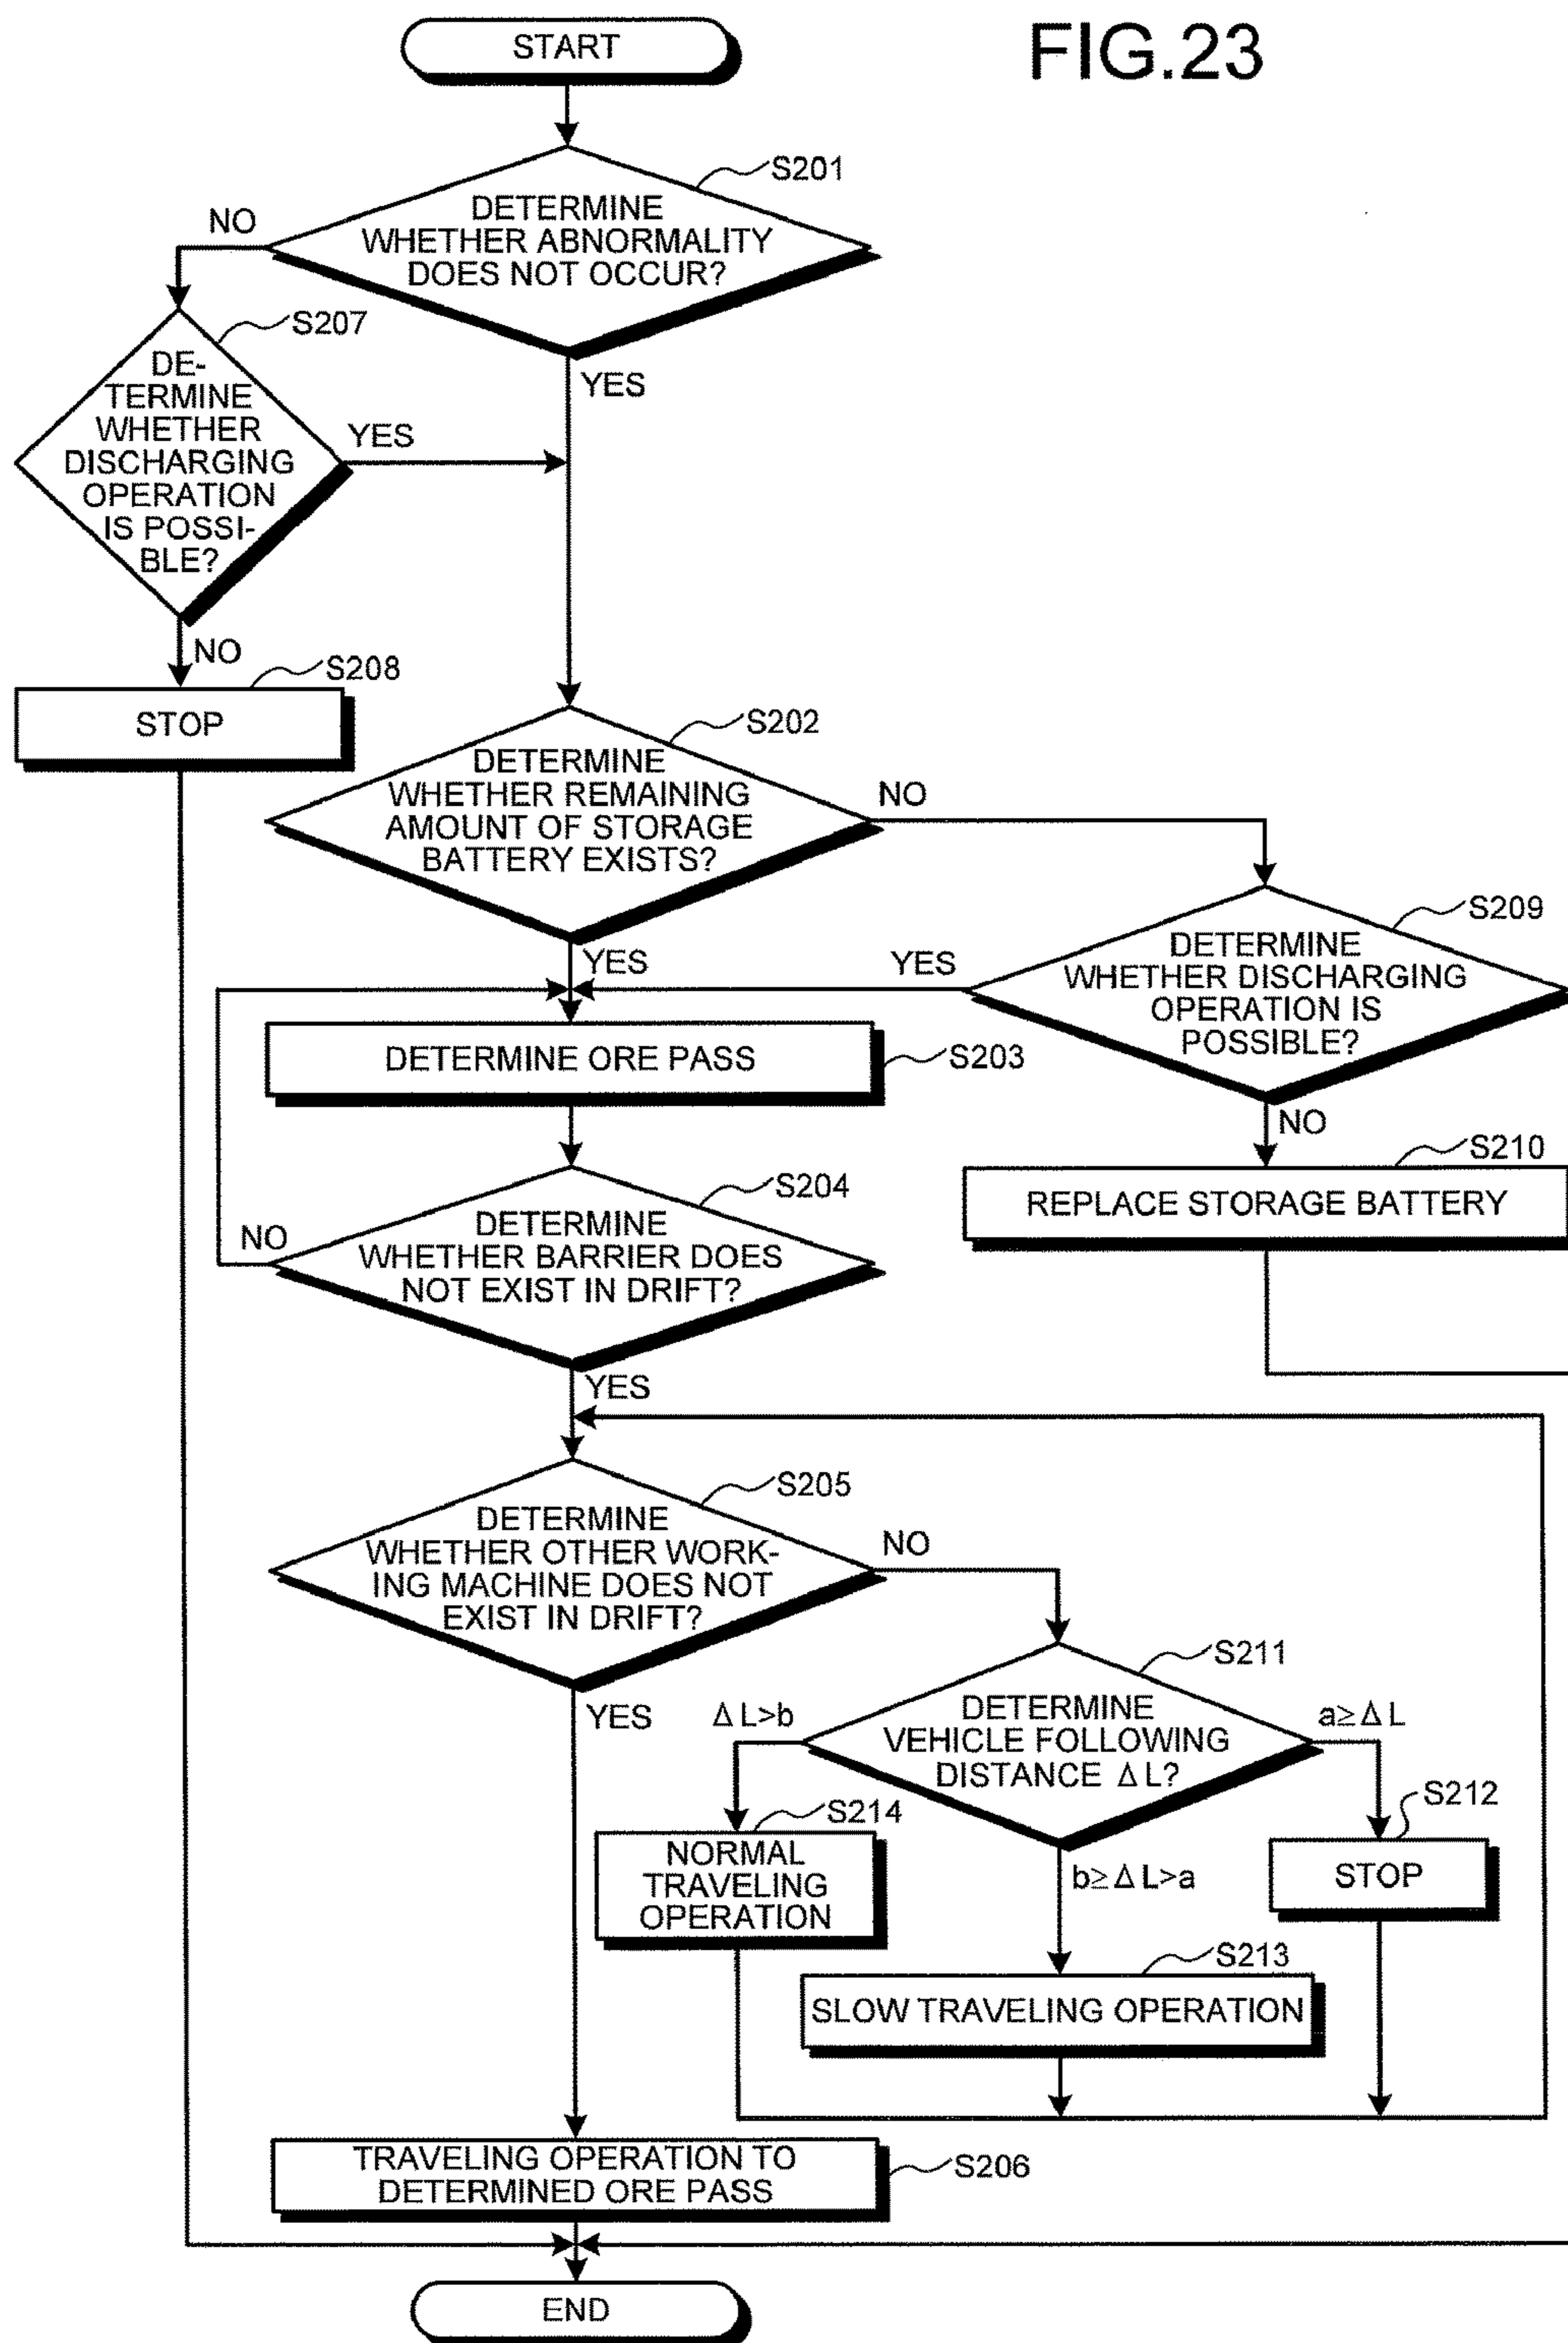 FIG.23
START
S201
DETERMINE
WHETHER ABNORMALITY
DOES NOT OCCUR?
NO
YES
S207
DE-
TERMINE
WHETHER
DISCHARGING
OPERATION
IS POSSI-
BLE?
YES
NO
S208
STOP
S202
DETERMINE
WHETHER REMAINING
AMOUNT OF STORAGE
BATTERY EXISTS?
NO
YES
S209
DETERMINE
WHETHER DISCHARGING
OPERATION IS
POSSIBLE?
YES
NO
DETERMINE ORE PASS
S203
S210
REPLACE STORAGE BATTERY
S204
DETERMINE
WHETHER BARRIER DOES
NOT EXIST IN DRIFT?
NO
YES
S205
DETERMINE
WHETHER OTHER WORK-
ING MACHINE DOES NOT
EXIST IN DRIFT?
NO
YES
S211
DETERMINE
VEHICLE FOLLOWING
DISTANCE Δ L?
Δ L>b
a≥Δ L
b≥Δ L>a
S214
NORMAL
TRAVELING
OPERATION
S212
STOP
S213
SLOW TRAVELING OPERATION
TRAVELING OPERATION TO
DETERMINED ORE PASS
S206
END